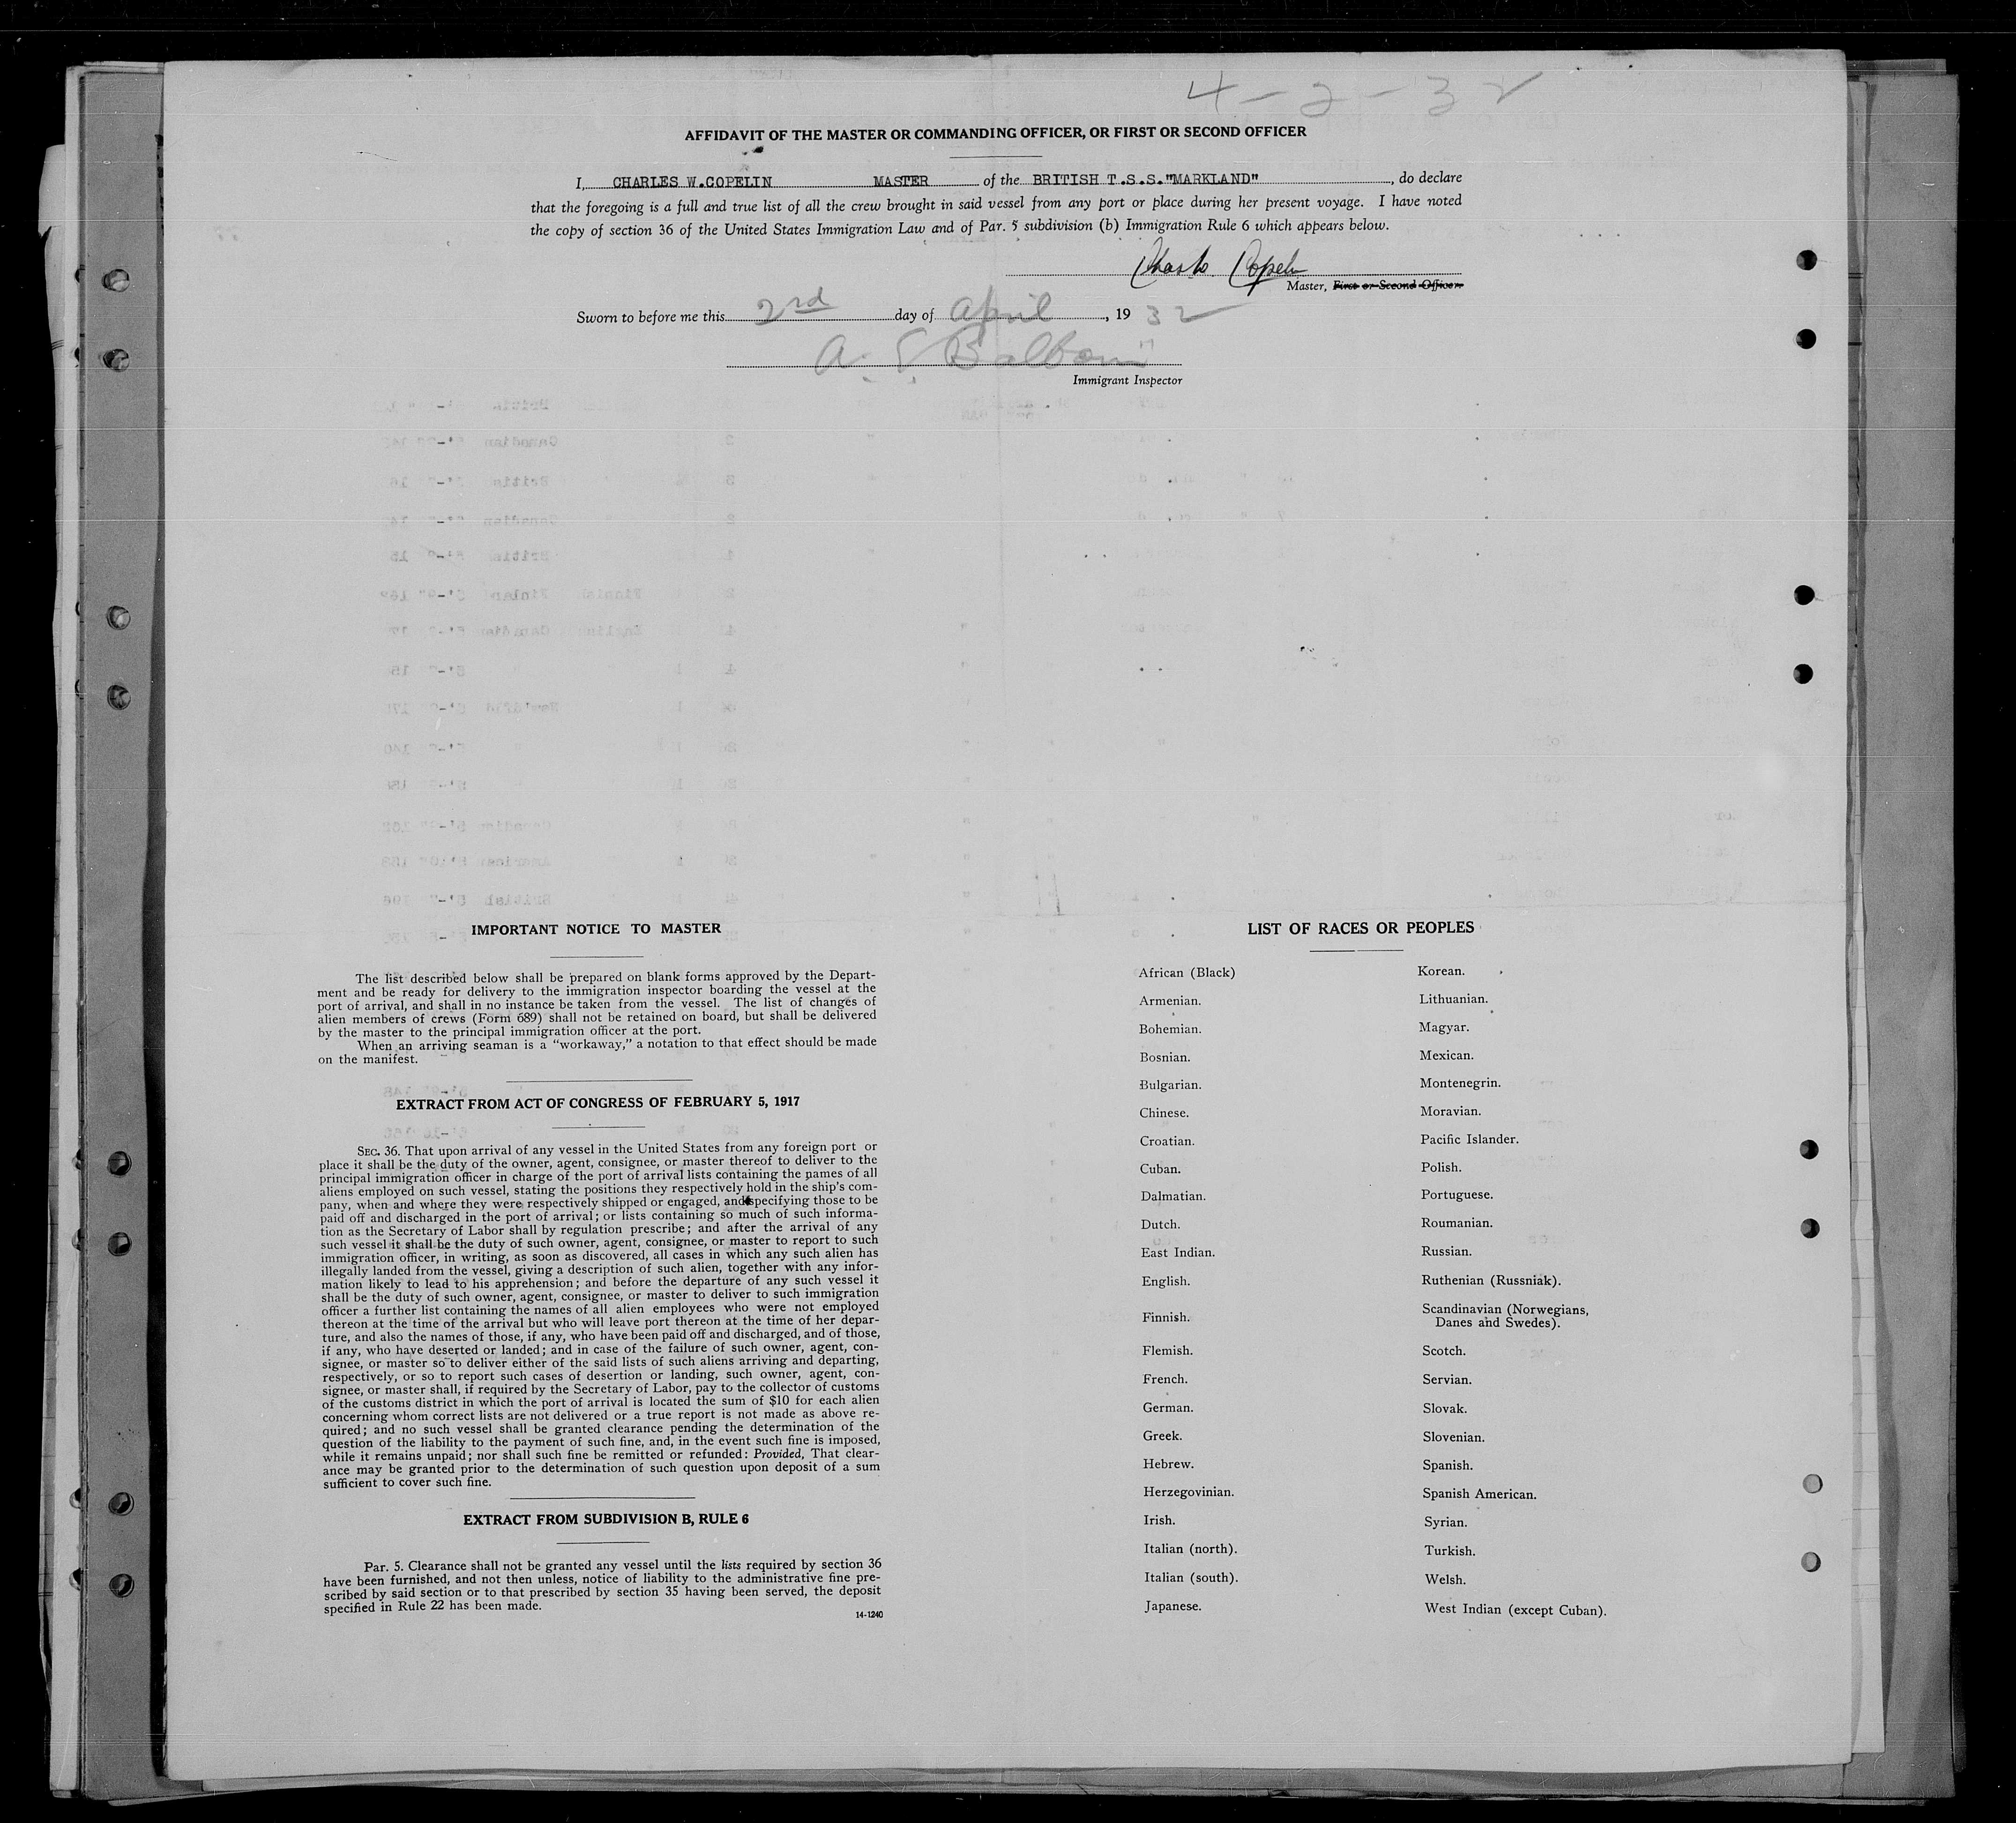 4-2-32
AFFIDAVIT OF THE MASTER OR COMMANDING OFFICER, OR FIRST OR SECOND OFFICER
I, CHARLES W.COPELIN MASTER of the BRITISH T.S.S."MARKLAND", do declare
that the foregoing is a full and true list of all the crew brought in said vessel from any port or place during her present voyage. I have noted
the copy of section 36 of the United States Immigration Law and of Par. 5 subdivision (b) Immigration Rule 6 which appears below.
Master, First or Second Officer.
Sworn to before me this 2nd day of April, 1932
A.
Immigrant Inspector
IMPORTANT NOTICE TO MASTER
The list described below shall be prepared on blank forms approved by the Depart-
ment and be ready for delivery to the immigration inspector boarding the vessel at the
port of arrival, and shall in no instance be taken from the vessel. The list of changes of
alien members of crews (Form 689) shall not be retained on board, but shall be delivered
by the master to the principal immigration officer at the port.
When an arriving seaman is a "workaway," a notation to that effect should be made
on the manifest.
EXTRACT FROM ACT OF CONGRESS OF FEBRUARY 5, 1917
SEC. 36. That upon arrival of any vessel in the United States from any foreign port or
place it shall be the duty of the owner, agent, consignee, or master thereof to deliver to the
principal immigration officer in charge of the port of arrival lists containing the names of all
aliens employed on such vessel, stating the positions they respectively hold in the ship's com-
pany, when and where they were respectively shipped or engaged, and specifying those to be
paid off and discharged in the port of arrival; or lists containing so much of such informa-
tion as the Secretary of Labor shall by regulation prescribe; and after the arrival of any
such vessel it shall be the duty of such owner, agent, consignee, or master to report to such
immigration officer, in writing, as soon as discovered, all cases in which any such alien has
illegally landed from the vessel, giving a description of such alien, together with any infor-
mation likely to lead to his apprehension; and before the departure of any such vessel it
shall be the duty of such owner, agent, consignee, or master to deliver to such immigration
officer a further list containing the names of all alien employees who were not employed
thereon at the time of the arrival but who will leave port thereon at the time of her depar-
ture, and also the names of those, if any, who have been paid off and discharged, and of those,
if any, who have deserted or landed; and in case of the failure of such owner, agent, con-
signee, or master so to deliver either of the said lists of such aliens arriving and departing,
respectively, or so to report such cases of desertion or landing, such owner, agent, con-
signee, or master shall, if required by the Secretary of Labor, pay to the collector of customs
of the customs district in which the port of arrival is located the sum of $10 for each alien
concerning whom correct lists are not delivered or a true report is not made as above re-
quired; and no such vessel shall be granted clearance pending the determination of the
question of the liability to the payment of such fine, and, in the event such fine is imposed,
while it remains unpaid; nor shall such fine be remitted or refunded: Provided, That clear-
ance may be granted prior to the determination of such question upon deposit of a sum
sufficient to cover such fine.
EXTRACT FROM SUBDIVISION B, RULE 6
Par. 5. Clearance shall not be granted any vessel until the lists required by section 36
have been furnished, and not then unless, notice of liability to the administrative fine pre-
scribed by said section or to that prescribed by section 35 having been served, the deposit
specified in Rule 22 has been made.
14-1240
LIST OF RACES OR PEOPLES
African (Black)
Armenian.
Bohemian.
Bosnian.
Bulgarian.
Chinese.
Croatian.
Cuban.
Dalmatian.
Dutch.
East Indian.
English.
Finnish.
Flemish.
French.
German.
Greek.
Hebrew.
Herzegovinian.
Irish.
Italian (north).
Italian (south).
Japanese.
Korean.
Lithuanian.
Magyar.
Mexican.
Montenegrin.
Moravian.
Pacific Islander.
Polish.
Portuguese.
Roumanian.
Russian.
Ruthenian (Russniak).
Scandinavian (Norwegians,
Danes and Swedes).
Scotch.
Servian.
Slovak.
Slovenian.
Spanish.
Spanish American.
Syrian.
Turkish.
Welsh.
West Indian (except Cuban).